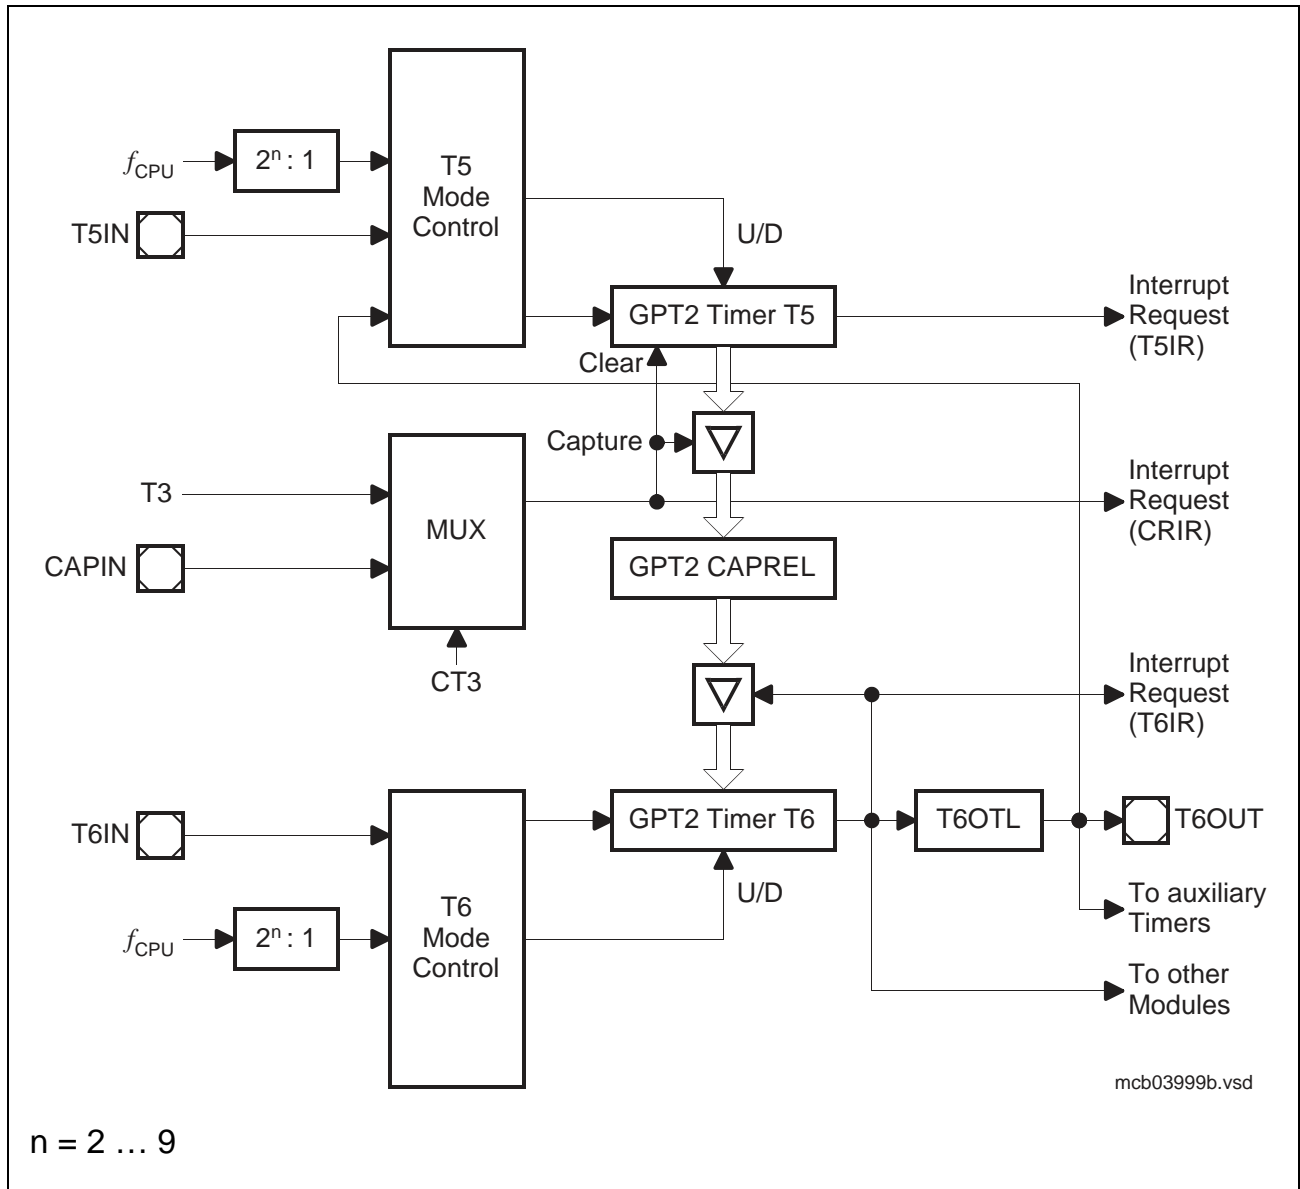 f CPU
2ⁿ : 1
T5IN
T5
Mode
Control
U/D
GPT2 Timer T5
Interrupt
Request
(T5IR)
Clear
Capture
T3
CAPIN
MUX
CT3
Interrupt
Request
(CRIR)
GPT2 CAPREL
Interrupt
Request
(T6IR)
T6IN
GPT2 Timer T6
T6OTL
T6OUT
U/D
f CPU
2ⁿ : 1
T6
Mode
Control
To auxiliary
Timers
To other
Modules
mcb03999b.vsd
n = 2 … 9